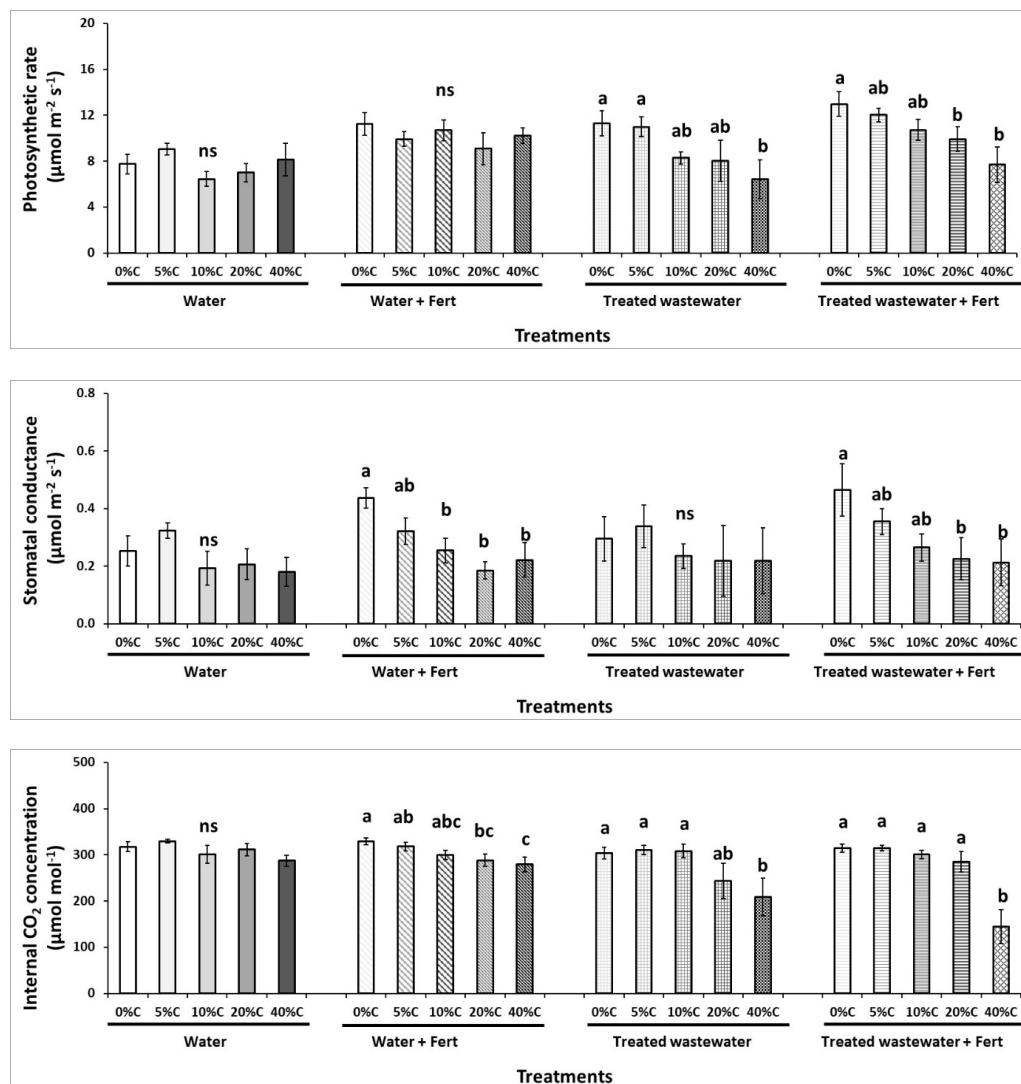 20
16
12
8
4
0
Photosynthetic rate
(μmol m⁻² s⁻¹)
ns
ns
a a ab ab b
a ab ab b b
0%C 5%C 10%C 20%C 40%C 0%C 5%C 10%C 20%C 40%C 0%C 5%C 10%C 20%C 40%C 0%C 5%C 10%C 20%C 40%C
Water Water + Fert Treated wastewater Treated wastewater + Fert
Treatments
0.8
0.6
0.4
0.2
0.0
Stomatal conductance
(μmol m⁻² s⁻¹)
ns
a ab b b b
ns
a ab ab b b
0%C 5%C 10%C 20%C 40%C 0%C 5%C 10%C 20%C 40%C 0%C 5%C 10%C 20%C 40%C 0%C 5%C 10%C 20%C 40%C
Water Water + Fert Treated wastewater Treated wastewater + Fert
Treatments
500
400
300
200
100
0
Internal CO₂ concentration
(μmol mol⁻¹)
ns
a ab abc bc c
a a a ab b
a a a a b
0%C 5%C 10%C 20%C 40%C 0%C 5%C 10%C 20%C 40%C 0%C 5%C 10%C 20%C 40%C 0%C 5%C 10%C 20%C 40%C
Water Water + Fert Treated wastewater Treated wastewater + Fert
Treatments